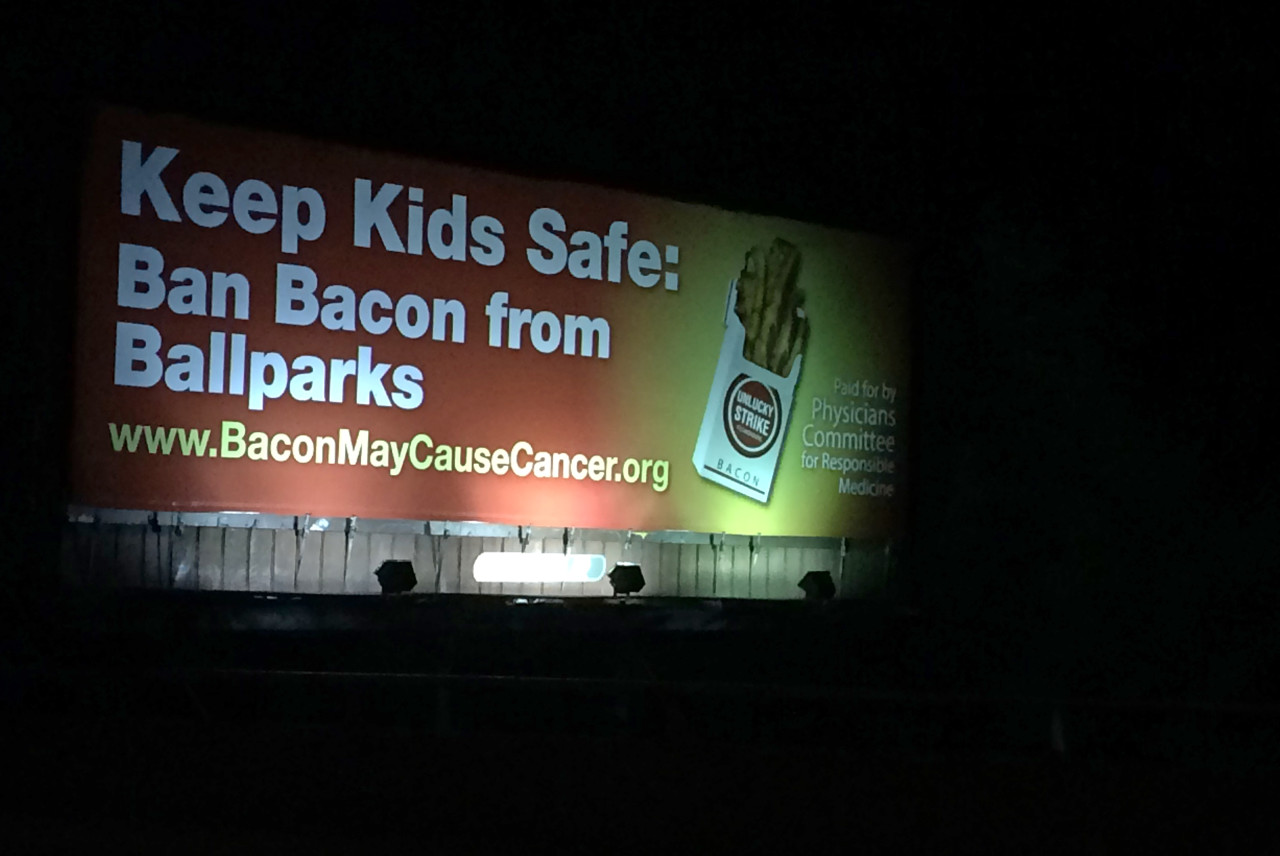 Keep Kids Safe:
Ban Bacon from
Ballparks
www.BaconMayCauseCancer.org
UNLUCKY
STRIKE
BACON
Paid for by
Physicians
Committee
for Responsible
Medicine